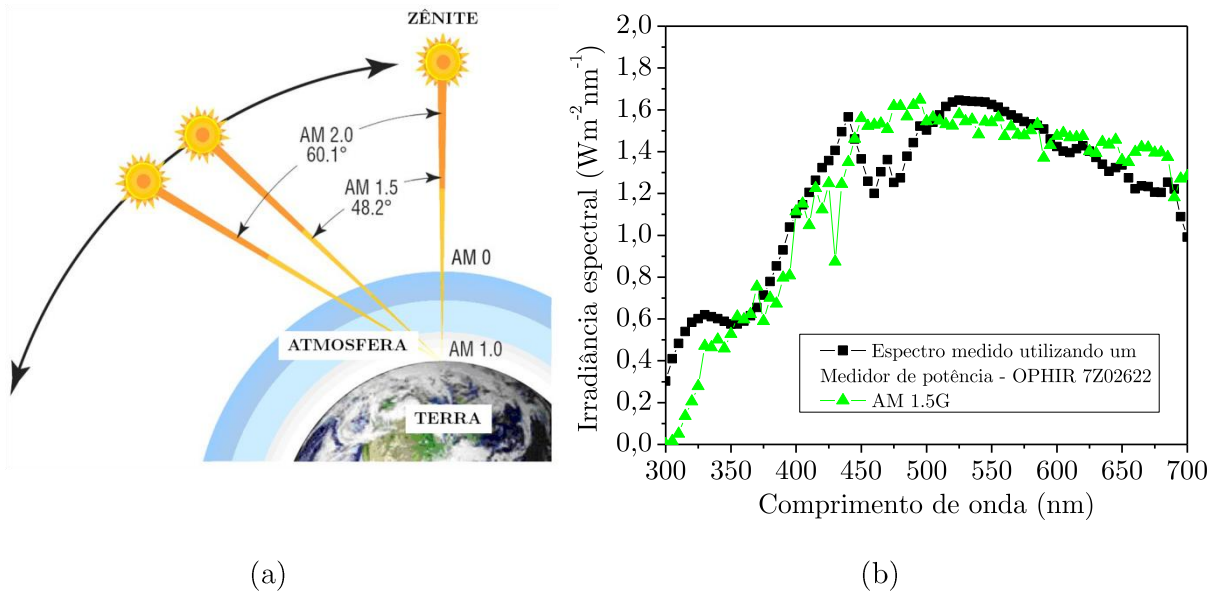 ZÊNITE
AM 2.0
60.1°
AM 1.5
48.2°
AM 0
ATMOSFERA
AM 1.0
TERRA
(a)
Irradiância espectral (Wm⁻²nm⁻¹)
2,0
1,8
1,6
1,4
1,2
1,0
0,8
0,6
0,4
0,2
0,0
Espectro medido utilizando um
Medidor de potência - OPHIR 7Z02622
AM 1.5G
300 350 400 450 500 550 600 650 700
Comprimento de onda (nm)
(b)